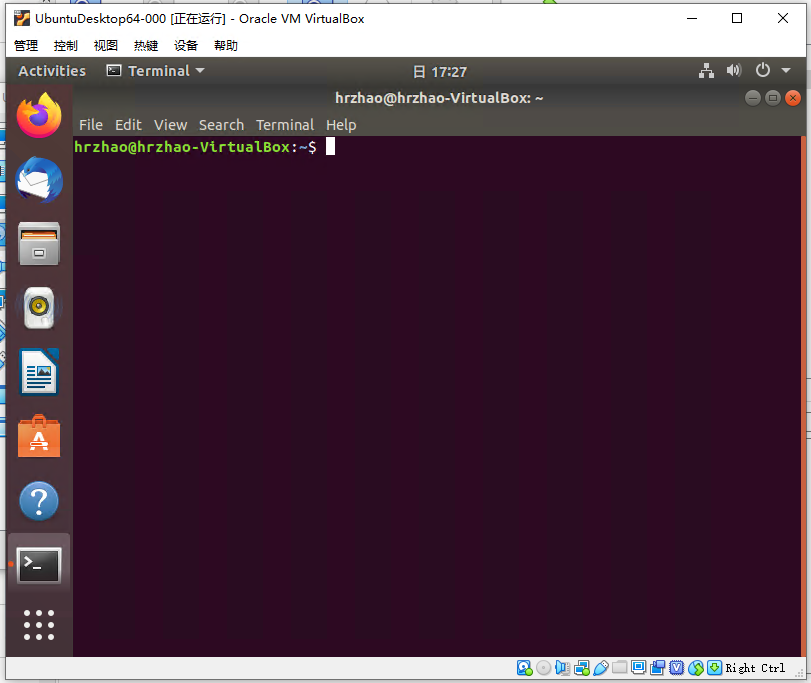 UbuntuDesktop64-000 [正在运行] - Oracle VM VirtualBox
管理 控制 视图 热键 设备 帮助
Activities Terminal 日 17:27
hrzhao@hrzhao-VirtualBox: ~
File Edit View Search Terminal Help
hrzhao@hrzhao-VirtualBox:~$
Right Ctrl